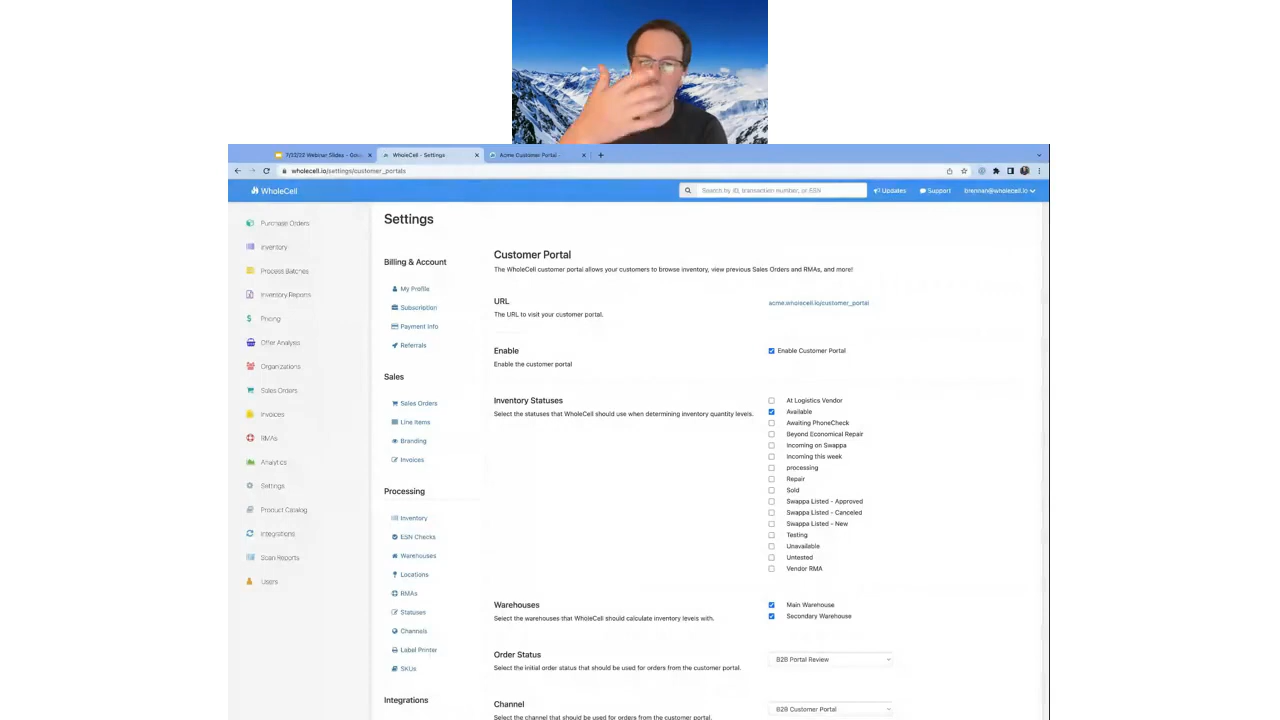 7/22/22 Webinar Slides - Goo
WholeCell - Settings
Acme Customer Portal
wholecell.io/settings/customer_portals
WholeCell
Search by ID, transaction number, or ESN
Updates
Support
brennan@wholecell.io
Purchase Orders
Inventory
Process Batches
Inventory Reports
Pricing
Offer Analysis
Organizations
Sales Orders
Invoices
RMAs
Analytics
Settings
Product Catalog
Integrations
Scan Reports
Users
Settings
Billing & Account
My Profile
Subscription
Payment Info
Referrals
Sales
Sales Orders
Line Items
Branding
Invoices
Processing
Inventory
ESN Checks
Warehouses
Locations
RMAs
Statuses
Channels
Label Printer
SKUs
Integrations
Customer Portal
The WholeCell customer portal allows your customers to browse inventory, view previous Sales Orders and RMAs, and more!
URL
The URL to visit your customer portal.
acme.wholecell.io/customer_portal
Enable
Enable the customer portal
Enable Customer Portal
Inventory Statuses
Select the statuses that WholeCell should use when determining inventory quantity levels.
At Logistics Vendor
Available
Awaiting PhoneCheck
Beyond Economical Repair
Incoming on Swappa
Incoming this week
processing
Repair
Sold
Swappa Listed - Approved
Swappa Listed - Canceled
Swappa Listed - New
Testing
Unavailable
Untested
Vendor RMA
Warehouses
Select the warehouses that WholeCell should calculate inventory levels with.
Main Warehouse
Secondary Warehouse
Order Status
Select the initial order status that should be used for orders from the customer portal.
B2B Portal Review
Channel
Select the channel that should be used for orders from the customer portal.
B2B Customer Portal